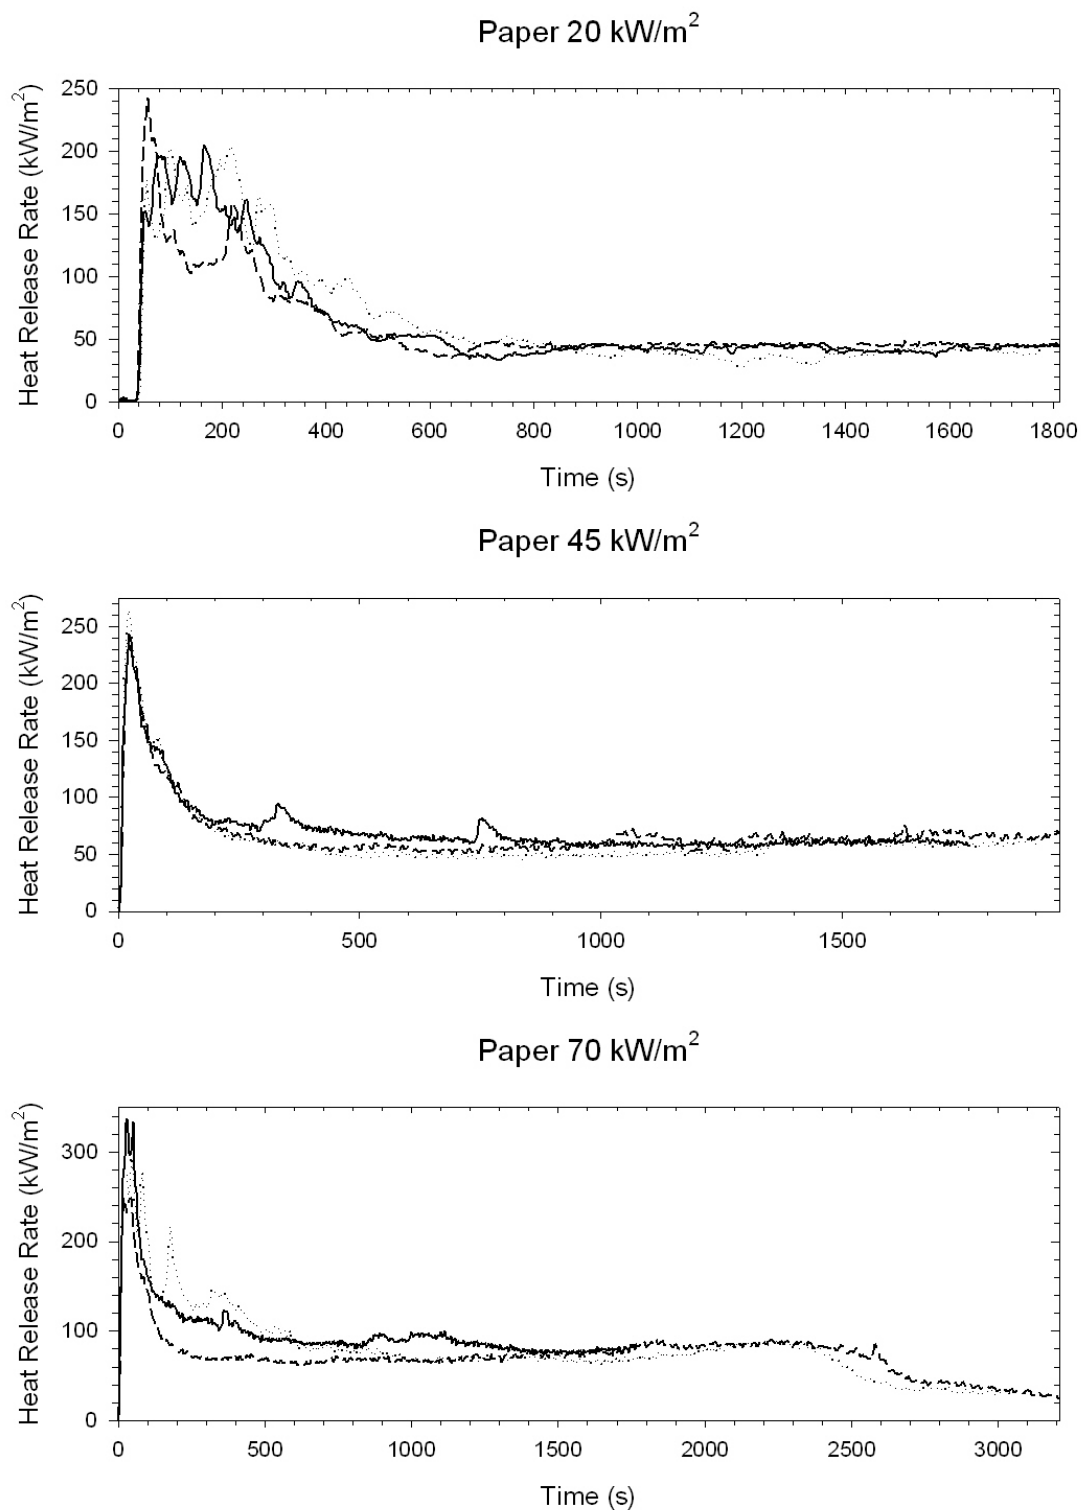 Paper 20 kW/m²
Heat Release Rate (kW/m²)
250
200
150
100
50
0
0 200 400 600 800 1000 1200 1400 1600 1800
Time (s)
Paper 45 kW/m²
Heat Release Rate (kW/m²)
250
200
150
100
50
0
0 500 1000 1500
Time (s)
Paper 70 kW/m²
Heat Release Rate (kW/m²)
300
200
100
0
0 500 1000 1500 2000 2500 3000
Time (s)